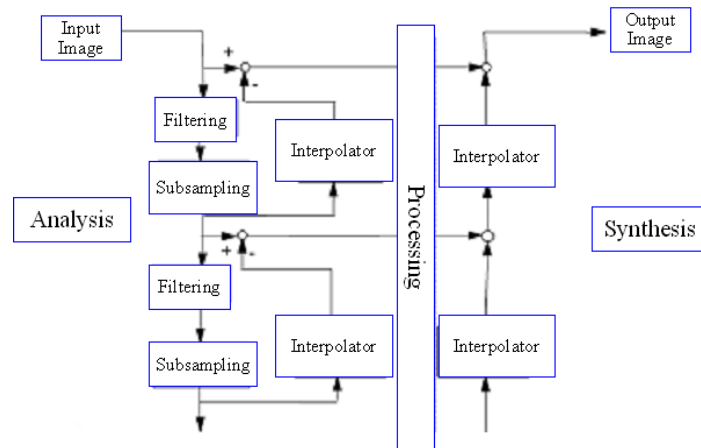 Input
Image
+
-
Filtering
Subsampling
Interpolator
Analysis
+
-
Filtering
Subsampling
Interpolator
Processing
Output
Image
Interpolator
Synthesis
Interpolator